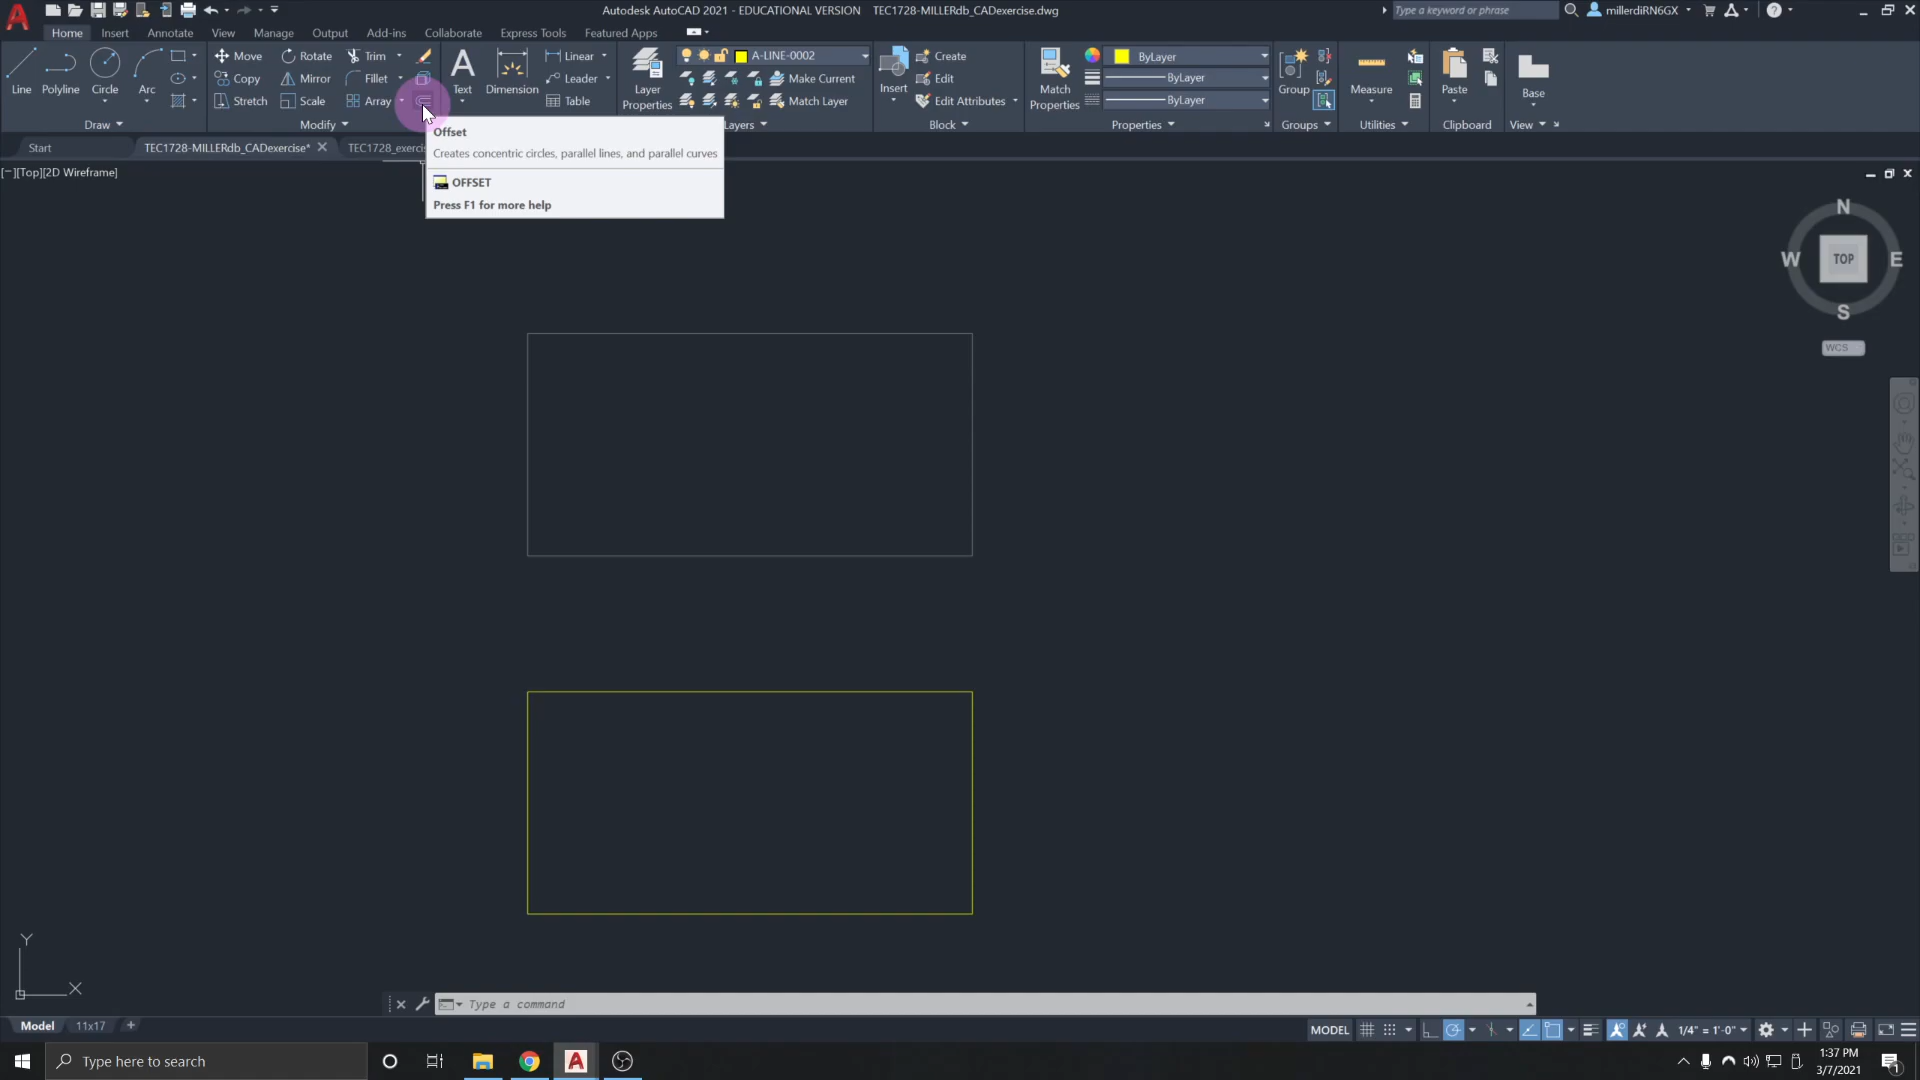 Autodesk AutoCAD 2021 - EDUCATIONAL VERSION TEC1728-MILLERdb_CADexercise.dwg
Type a keyword or phrase
millerdiRN6GX
Home Insert Annotate View Manage Output Add-ins Collaborate Express Tools Featured Apps
Line Polyline Circle Arc
Draw
Move Rotate Trim
Copy Mirror Fillet
Stretch Scale Array
Modify
Text Dimension
Linear
Leader
Table
Layer
Properties
A-LINE-0002
Make Current
Match Layer
Layers
Insert
Create
Edit
Edit Attributes
Block
Match
Properties
ByLayer
ByLayer
ByLayer
Properties
Group
Groups
Measure
Utilities
Paste
Clipboard
Base
View
Start TEC1728-MILLERdb_CADexercise*
Offset
Creates concentric circles, parallel lines, and parallel curves
OFFSET
Press F1 for more help
[−][Top][2D Wireframe]
N
W TOP E
S
WCS
Y
X
Type a command
Model 11x17
MODEL 1/4" = 1'-0"
Type here to search
A
1:37 PM
3/7/2021
1